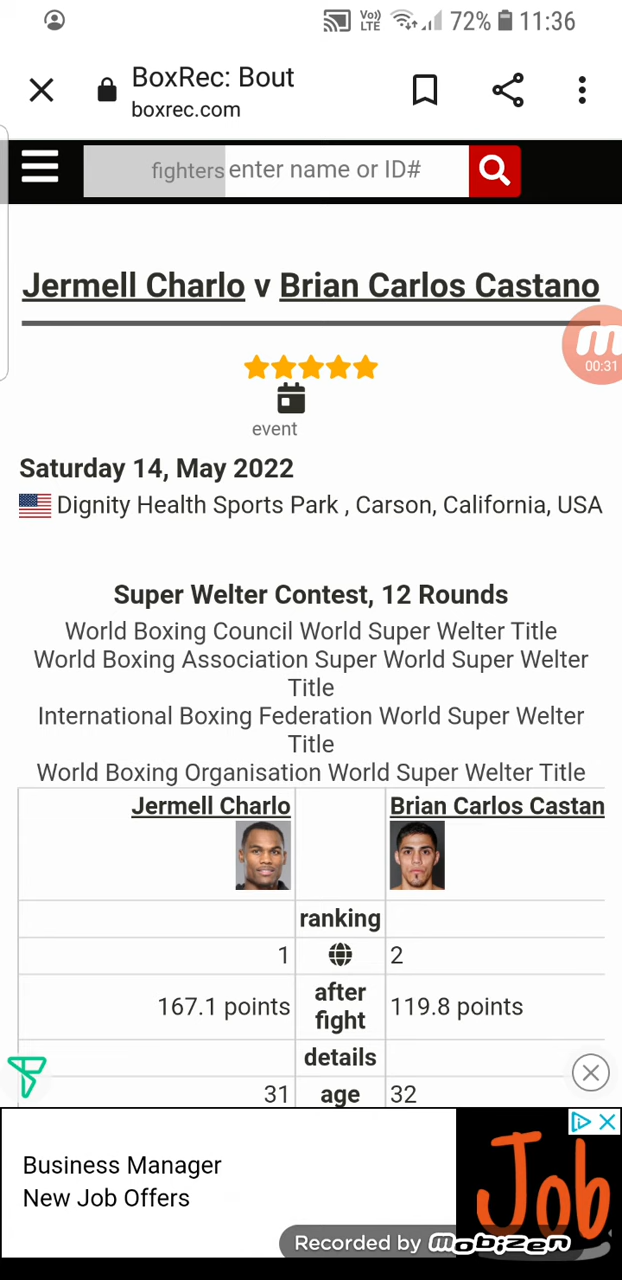 Vo)) LTE 72% 11:36
BoxRec: Bout
boxrec.com
fighters enter name or ID#
Jermell Charlo v Brian Carlos Castano
m
00:31
event
Saturday 14, May 2022
Dignity Health Sports Park , Carson, California, USA
Super Welter Contest, 12 Rounds
World Boxing Council World Super Welter Title
World Boxing Association Super World Super Welter
Title
International Boxing Federation World Super Welter
Title
World Boxing Organisation World Super Welter Title
Jermell Charlo Brian Carlos Castan
ranking
1 2
167.1 points after fight 119.8 points
details
31 age 32
Business Manager
New Job Offers
Job
Recorded by mobizen